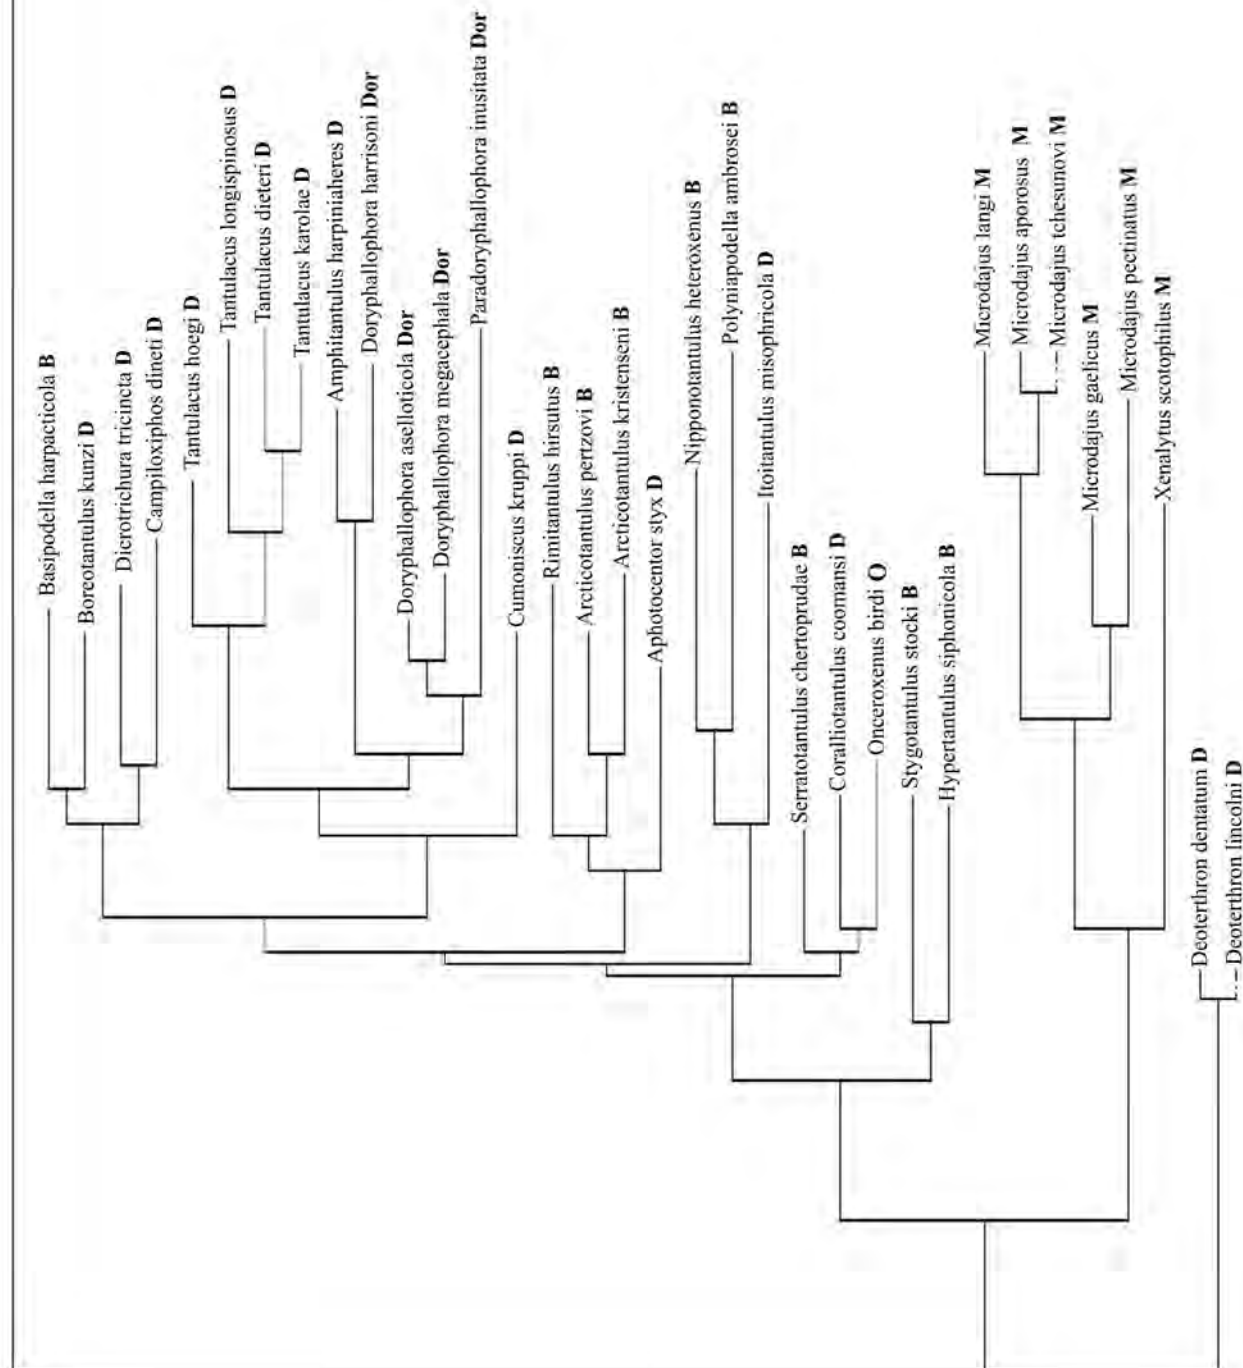 Basipodella harpacticola B
Boreotantulus kunzi D
Dicrotrichura tricincta D
Campiloxiphos dineti D
Tantulacus hoegi D
Tantulacus longispinosus D
Tantulacus dieteri D
Tantulacus karolae D
Amphitantulus harpiniaheres D
Doryphallophora harrisoni Dor
Doryphallophora aselloticola Dor
Doryphallophora megacephala Dor
Paradoryphallophora inusitata Dor
Cumoniscus kruppi D
Rimitantulus hirsutus B
Arcticotantulus pertzovi B
Arcticotantulus kristenseni B
Aphotocentor styx D
Nipponotantulus heteroxenus B
Polyniapodella ambrosei B
Itoitantulus misophricola D
Serratotantulus chertoprudae B
Coralliotantulus coomansi D
Onceroxenus birdi O
Stygotantulus stocki B
Hypertantulus siphonicola B
Microdajus langi M
Microdajus aporosus M
Microdajus tchesunovi M
Microdajus gaelicus M
Microdajus pectinatus M
Xenalytus scotophilus M
Deoterthron dentatum D
Deoterthron lincolni D